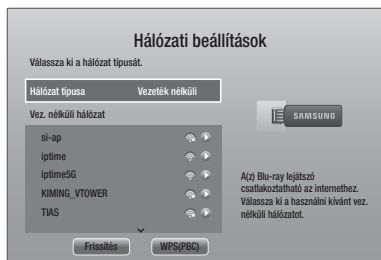 Hálózati beállítások
Válassza ki a hálózat típusát.
Hálózat típusa Vezeték nélküli
Vez. nélküli hálózat
si-ap
iptime
iptime5G
KIMING_VTOWER
TIAS
SAMSUNG
A(z) Blu-ray lejátszó
csatlakoztatható az internethez.
Válassza ki a használni kívánt vez.
nélküli hálózatot.
Frissítés WPS(PBC)